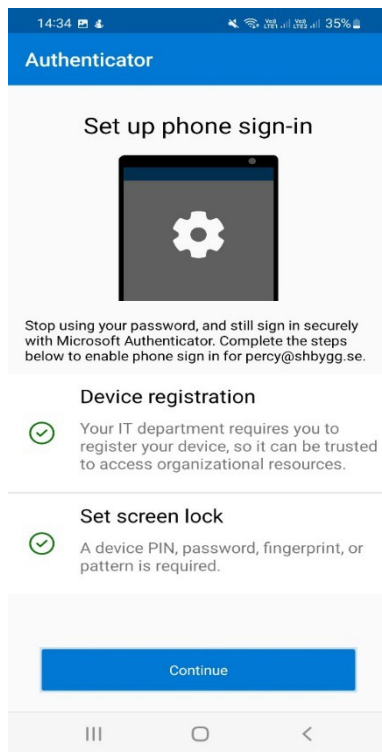 14:34 35%
Authenticator
Set up phone sign-in
Stop using your password, and still sign in securely
with Microsoft Authenticator. Complete the steps
below to enable phone sign in for percy@shbygg.se.
Device registration
Your IT department requires you to
register your device, so it can be trusted
to access organizational resources.
Set screen lock
A device PIN, password, fingerprint, or
pattern is required.
Continue